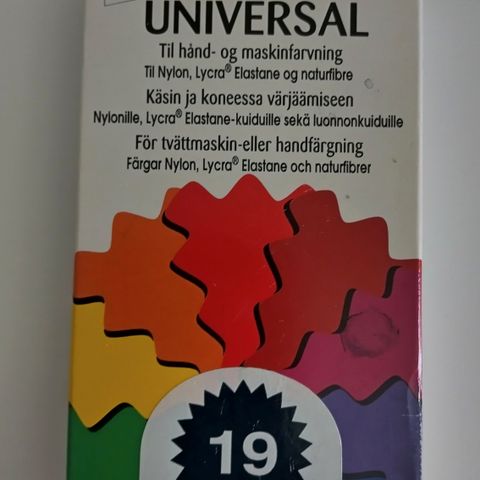 UNIVERSAL
Til hånd- og maskinfarvning
Til Nylon, Lycra® Elastane og naturfibre
Käsin ja koneessa värjäämiseen
Nylonille, Lycra® Elastane-kuiduille sekä luonnonkuiduille
För tvättmaskin-eller handfärgning
Färgar Nylon, Lycra® Elastane och naturfibrer
19